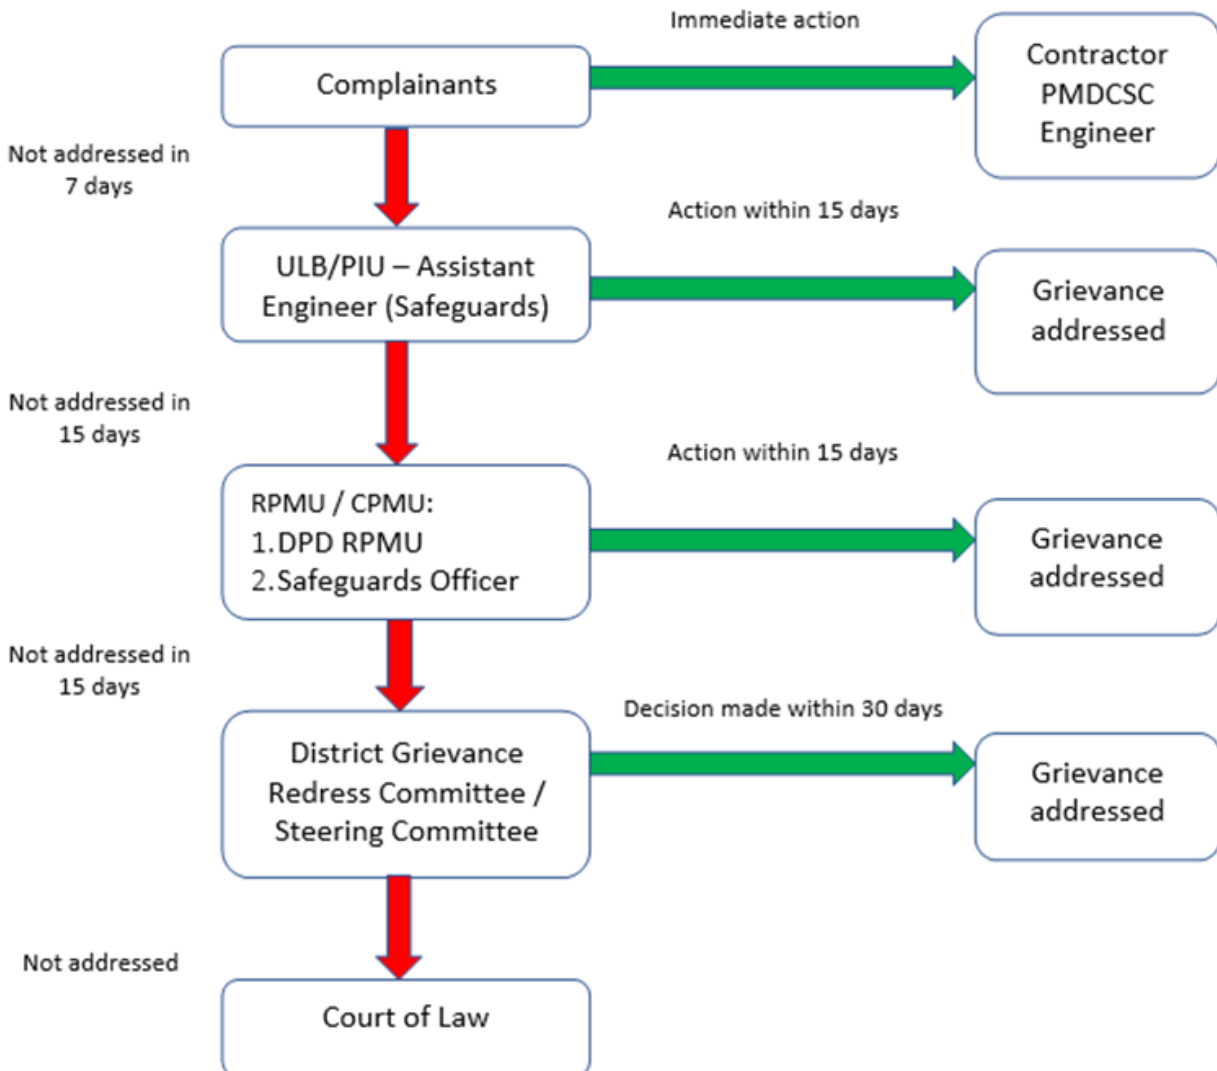 Immediate action
Complainants
Contractor
PMDCSC
Engineer
Not addressed in
7 days
Action within 15 days
ULB/PIU – Assistant
Engineer (Safeguards)
Grievance
addressed
Not addressed in
15 days
Action within 15 days
RPMU / CPMU:
1.DPD RPMU
2.Safeguards Officer
Grievance
addressed
Not addressed in
15 days
Decision made within 30 days
District Grievance
Redress Committee /
Steering Committee
Grievance
addressed
Not addressed
Court of Law